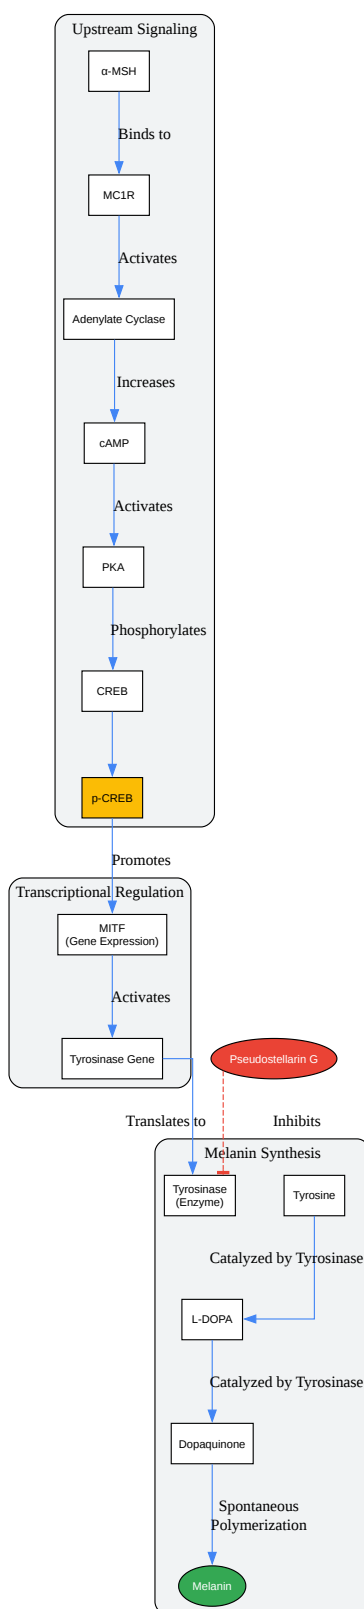 Upstream Signaling
α-MSH
Binds to
MC1R
Activates
Adenylate Cyclase
Increases
cAMP
Activates
PKA
Phosphorylates
CREB
p-CREB
Promotes
Transcriptional Regulation
MITF
(Gene Expression)
Activates
Tyrosinase Gene
Pseudostellarin G
Translates to
Inhibits
Melanin Synthesis
Tyrosinase
(Enzyme)
Tyrosine
Catalyzed by Tyrosinase
L-DOPA
Catalyzed by Tyrosinase
Dopaquinone
Spontaneous
Polymerization
Melanin